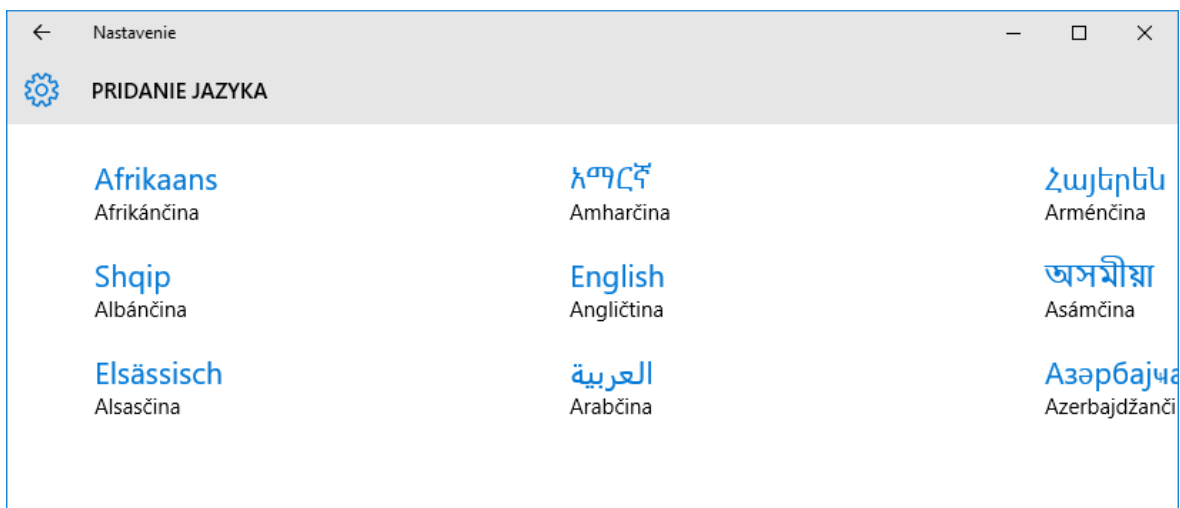 Nastavenie
PRIDANIE JAZYKA
Afrikaans
Afrikánčina
Shqip
Albánčina
Elsässisch
Alsasčina
አማርኛ
Amharčina
English
Angličtina
العربية
Arabčina
Հայերեն
Arménčina
অসমীয়া
Asámčina
Азәрбајҹа
Azerbajdžanči